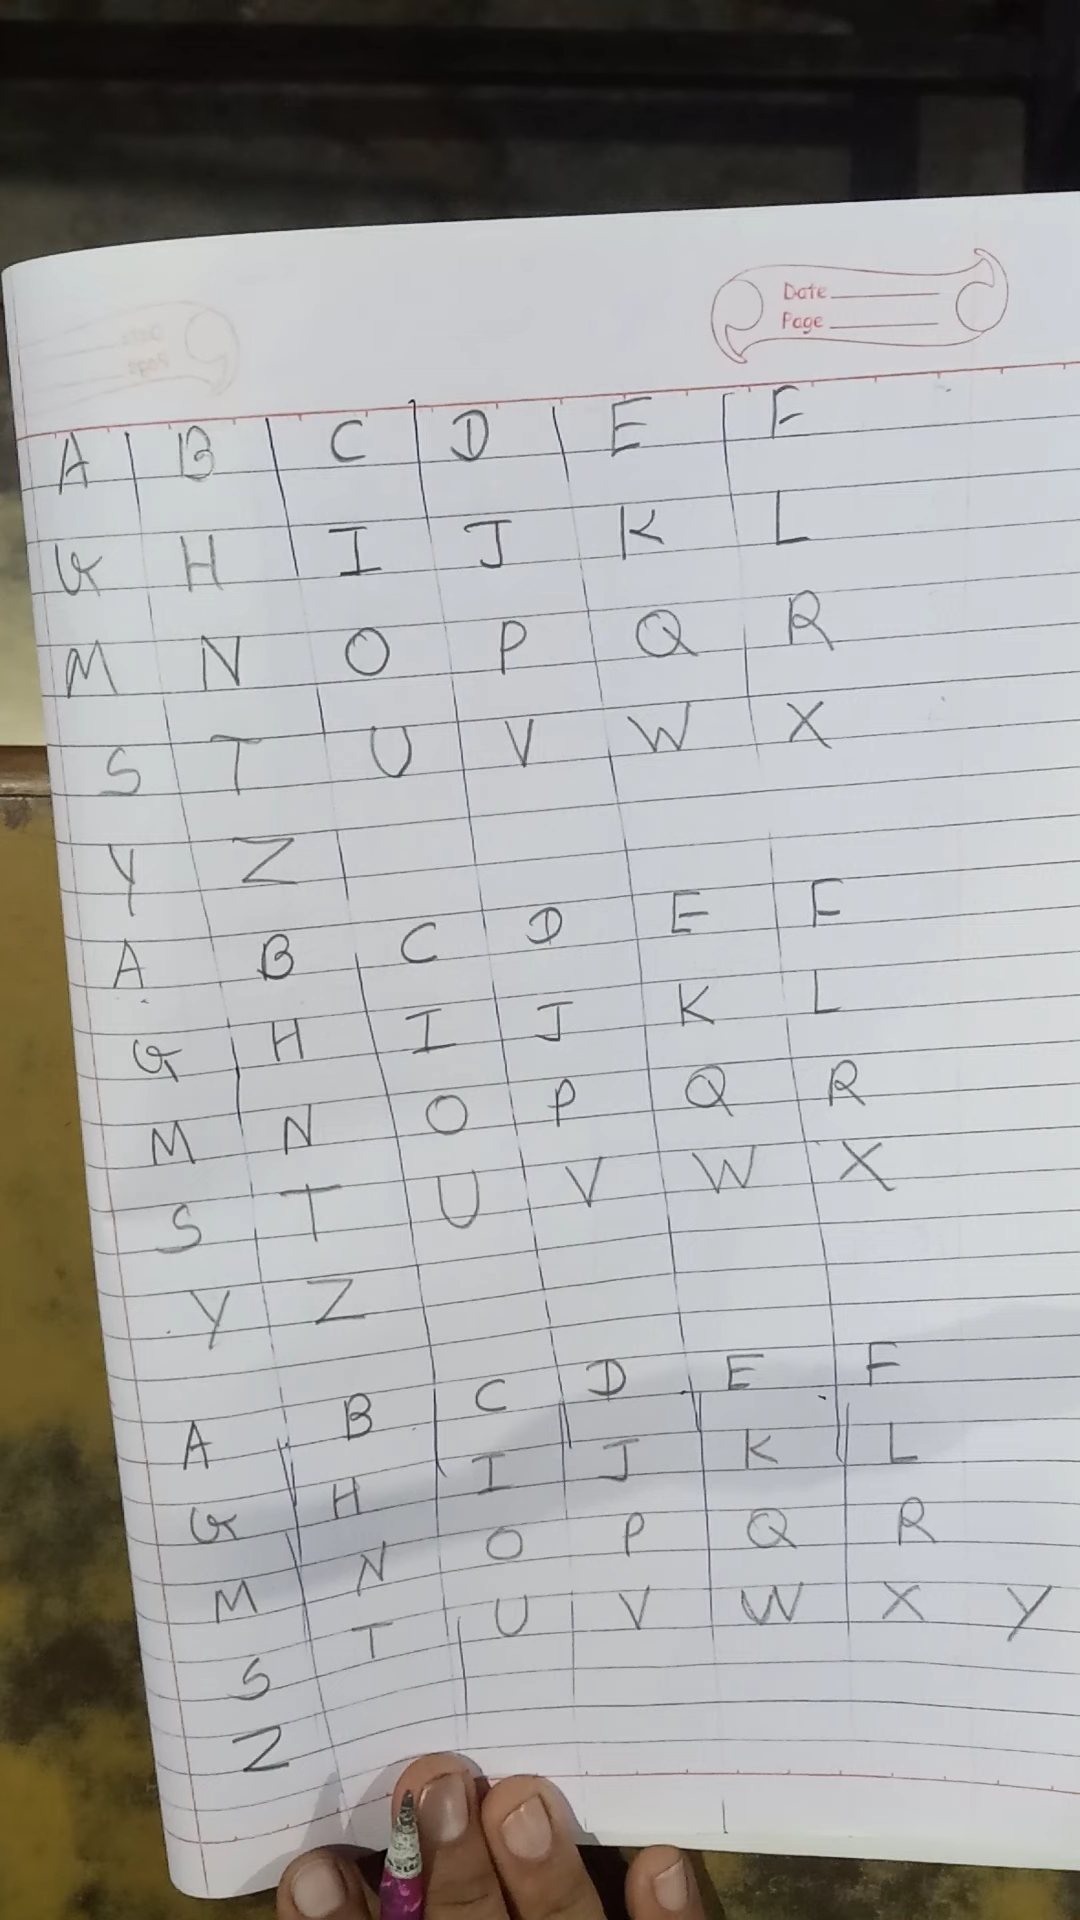 Date
Page
A B C D E F
G H I J K L
M N O P Q R
S T U V W X
Y Z
A B C D E F
G H I J K L
M N O P Q R
S T U V W X
Y Z
A B C D E F
G H I J K L
M N O P Q R
S T U V W X Y
Z